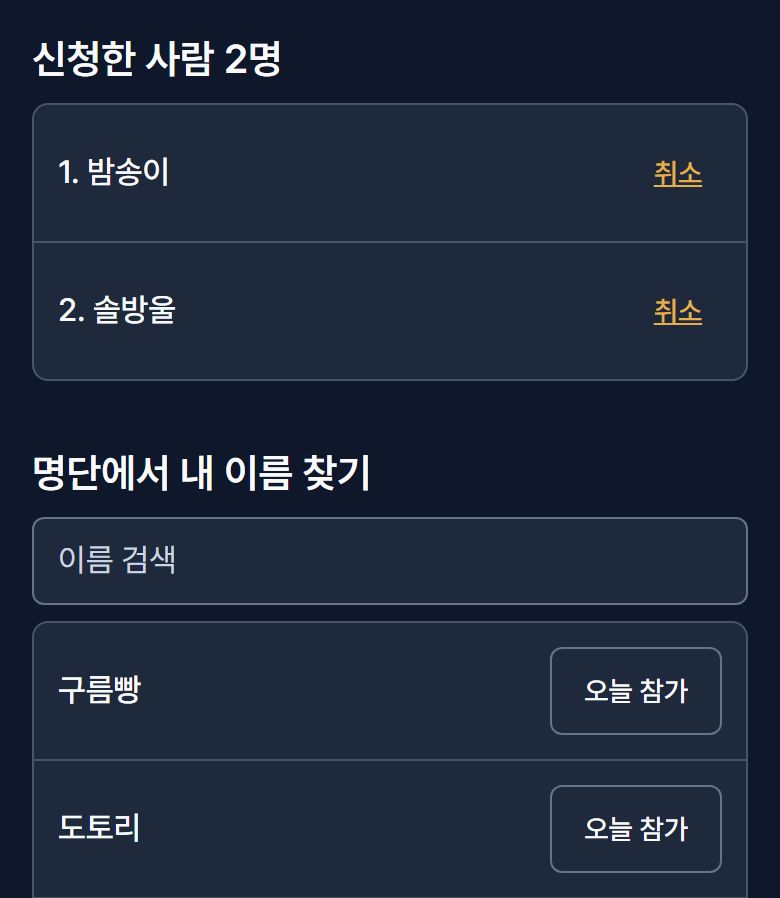 신청한 사람 2명
1. 밤송이
취소
2. 솔방울
취소
명단에서 내 이름 찾기
이름 검색
구름빵
오늘 참가
도토리
오늘 참가